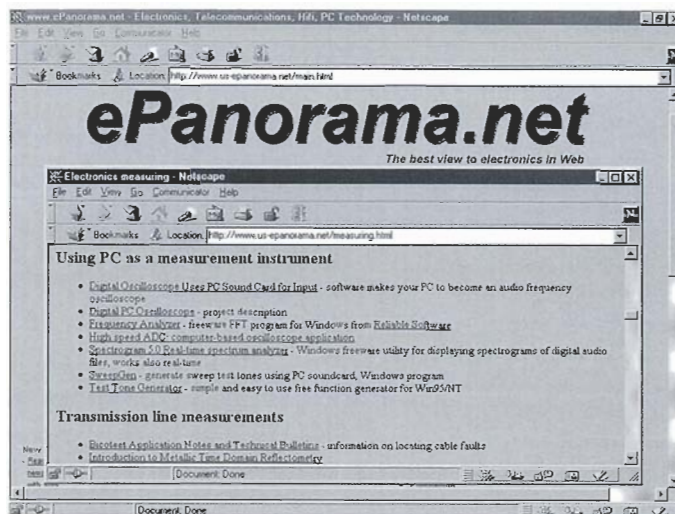 www.ePanorama.net - Electronics, Telecommunications, Hifi, PC Technology - Netscape
File Edit View Go Communicator Help
Bookmarks Location: http://www.us-epanorama.net/main.html
ePanorama.net
The best view to electronics in Web
Electronics measuring - Netscape
File Edit View Go Communicator Help
Bookmarks Location: http://www.us-epanorama.net/measuring.html
Using PC as a measurement instrument
• Digital Oscilloscope Uses PC Sound Card for Input - software makes your PC to become an audio frequency
oscilloscope
• Digital PC Oscilloscope - project description
• Frequency Analyzer - freeware FFT program for Windows from Reliable Software
• High speed ADC: computer-based oscilloscope application
• Spectrogram 5.0 Real-time spectrum analyzer - Windows freeware utility for displaying spectrograms of digital audio
files, works also real-time
• SweepGen - generate sweep test tones using PC soundcard, Windows program
• Test Tone Generator - simple and easy to use free function generator for Win95/NT
Transmission line measurements
• Bicotest Application Notes and Technical Bulletins - information on locating cable faults
• Introduction to Metallic Time Domain Reflectometry
New
Document: Done
Document: Done